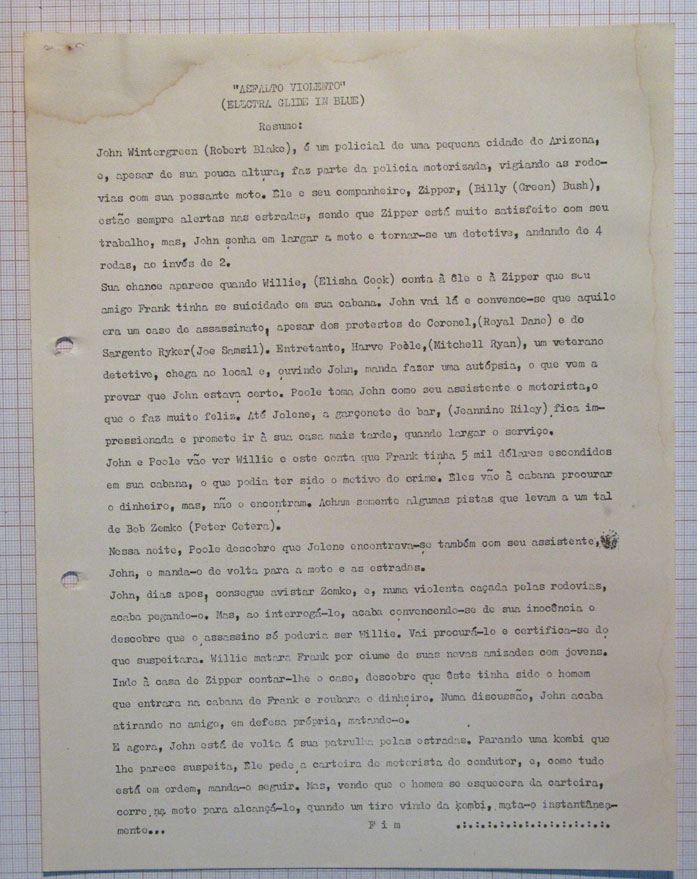 "ASFALTO VIOLENTO"
(ELECTRA GLIDE IN BLUE)
Resumo:
John Wintergreen (Robert Blake), é um policial de uma pequena cidade do Arizona,
e, apesar de sua pouca altura, faz parte da policia motorizada, vigiando as rodo-
vias com sua possante moto. Ele e seu companheiro, Zipper, (Billy (Green) Bush),
estão sempre alertas nas estradas, sendo que Zipper está muito satisfeito com seu
trabalho, mas, John sonha em largar a moto e tornar-se um detetive, andando de 4
rodas, ao invés de 2.
Sua chance aparece quando Willie, (Elisha Cook) conta à êle e à Zipper que seu
amigo Frank tinha se suicidado em sua cabana. John vai lá e convence-se que aquilo
era um caso de assassinato, apesar dos protestos do Coronel,(Royal Dano) e do
Sargento Ryker(Joe Samsil). Entretanto, Harve Poèle,(Mitchell Ryan), um veterano
detetive, chega ao local e, ouvindo John, manda fazer uma autópsia, o que vem a
provar que John estava certo. Poole toma John como seu assistente e motorista,o
que o faz muito feliz. Até Jolene, a garçonete do bar, (Jeannine Riley) fica im-
pressionada e promete ir à sua casa mais tarde, quando largar o serviço.
John e Poole vão ver Willie e este conta que Frank tinha 5 mil dólares escondidos
em sua cabana, o que podia ter sido o motivo do crime. Eles vão à cabana procurar
o dinheiro, mas, não o encontram. Acham somente algumas pistas que levam a um tal
de Bob Zemko (Peter Cetera).
Nessa noite, Poole descobre que Jolene encontrava-se também com seu assistente,
John, e manda-o de volta para a moto e as estradas.
John, dias apos, consegue avistar Zemko, e, numa violenta caçada pelas rodovias,
acaba pegando-o. Mas, ao interrogá-lo, acaba convencendo-se de sua inocência e
descobre que o assassino só poderia ser Willie. Vai procurá-lo e certifica-se do
que suspeitara. Willie matara Frank por ciume de suas novas amizades com jovens.
Indo à casa de Zipper contar-lhe o caso, descobre que êste tinha sido o homem
que entrara na cabana de Frank e roubara o dinheiro. Numa discussão, John acaba
atirando no amigo, em defesa própria, matando-o.
E agora, John está de volta á sua patrulha pelas estradas. Parando uma kombi que
lhe parece suspeita, Ele pede a carteira de motorista do condutor, e, como tudo
está em ordem, manda-o seguir. Mas, vendo que o homem se esquecera da carteira,
corre na moto para alcançá-lo, quando um tiro vindo da kombi, mata-o instantânea-
mente... F i m .:.:.:.:.:.:.:.:.:.:.:.